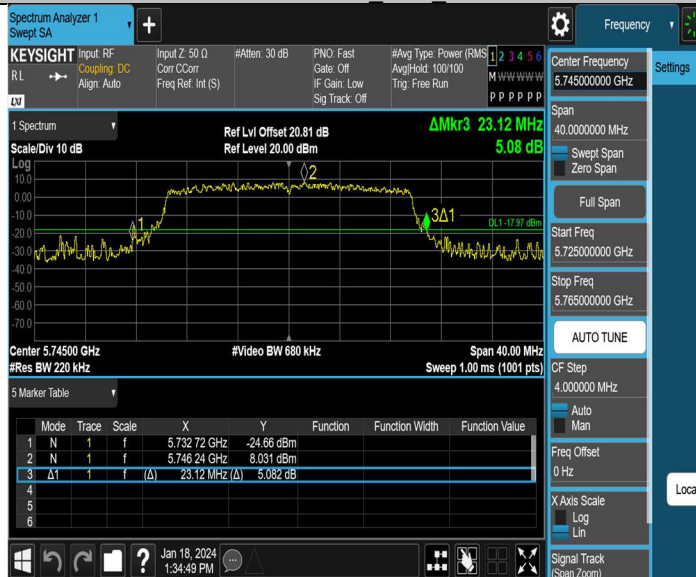 Spectrum Analyzer 1
Swept SA
+
Frequency
KEYSIGHT
RL
LXI
Input: RF
Coupling: DC
Align: Auto
Input Z: 50 Ω
Corr CCorr
Freq Ref: Int (S)
#Atten: 30 dB
PNO: Fast
Gate: Off
IF Gain: Low
Sig Track: Off
#Avg Type: Power (RMS
Avg|Hold: 100/100
Trig: Free Run
1 2 3 4 5 6
M W W W W W
P P P P P P
1 Spectrum
Scale/Div 10 dB
Ref Lvl Offset 20.81 dB
Ref Level 20.00 dBm
ΔMkr3 23.12 MHz
5.08 dB
Log
10.0
0.00
-10.0
-20.0
-30.0
-40.0
-50.0
-60.0
-70.0
1
2
3Δ1
DL1 -17.97 dBm
Center 5.74500 GHz
#Res BW 220 kHz
#Video BW 680 kHz
Span 40.00 MHz
Sweep 1.00 ms (1001 pts)
5 Marker Table
Mode Trace Scale X Y Function Function Width Function Value
1 N 1 f 5.732 72 GHz -24.66 dBm
2 N 1 f 5.746 24 GHz 8.031 dBm
3 Δ1 1 f (Δ) 23.12 MHz (Δ) 5.082 dB
4
5
6
?
Jan 18, 2024
1:34:49 PM
Center Frequency
5.745000000 GHz
Span
40.0000000 MHz
Swept Span
Zero Span
Full Span
Start Freq
5.725000000 GHz
Stop Freq
5.765000000 GHz
AUTO TUNE
CF Step
4.000000 MHz
Auto
Man
Freq Offset
0 Hz
X Axis Scale
Log
Lin
Signal Track
(Span Zoom)
Settings
Loca